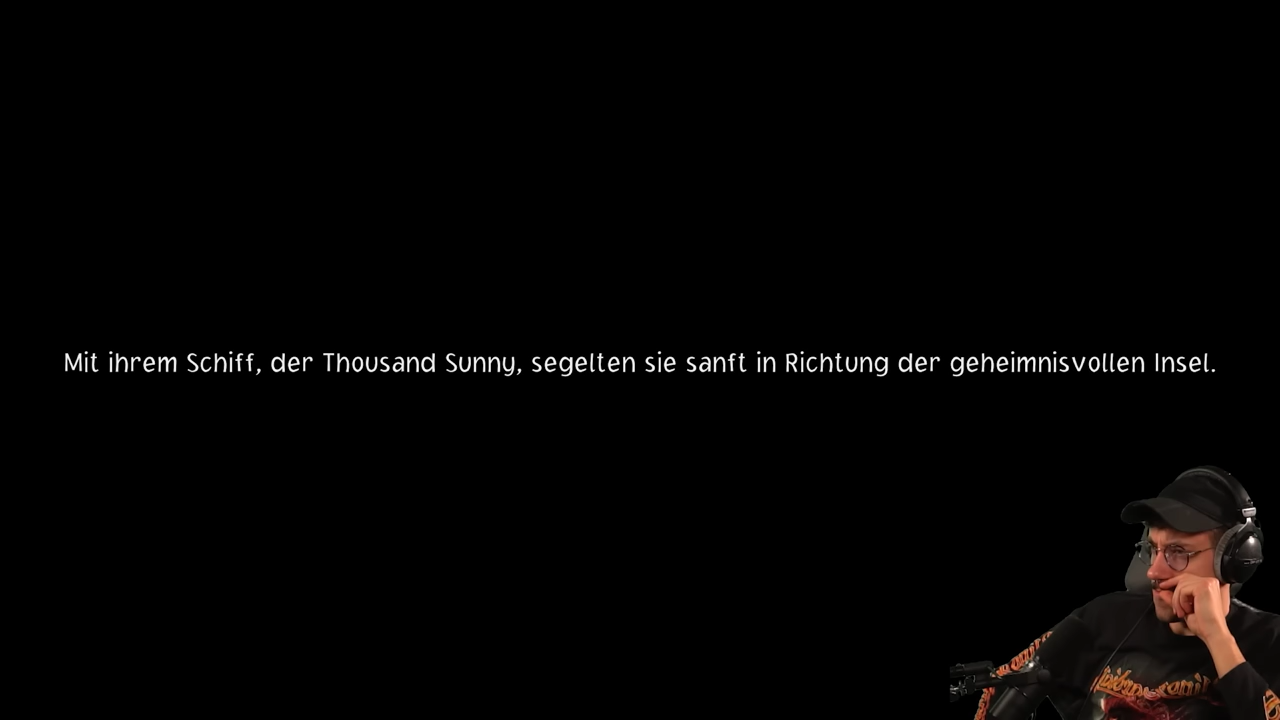 Mit ihrem Schiff, der Thousand Sunny, segelten sie sanft in Richtung der geheimnisvollen Insel.